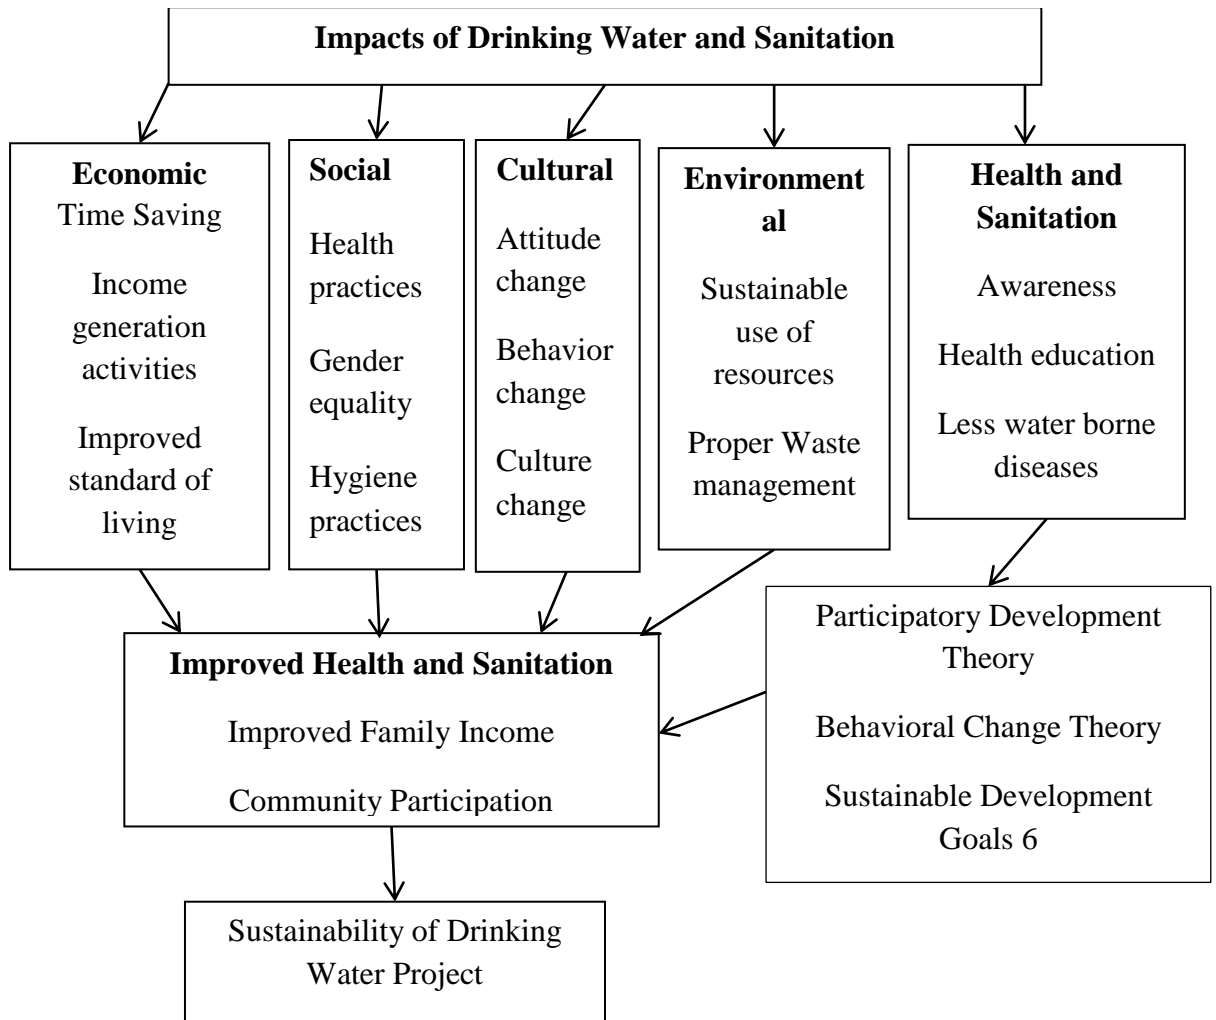 Impacts of Drinking Water and Sanitation
Economic
Time Saving
Income
generation
activities
Improved
standard of
living
Social
Health
practices
Gender
equality
Hygiene
practices
Cultural
Attitude
change
Behavior
change
Culture
change
Environment
al
Sustainable
use of
resources
Proper Waste
management
Health and
Sanitation
Awareness
Health education
Less water borne
diseases
Improved Health and Sanitation
Improved Family Income
Community Participation
Participatory Development
Theory
Behavioral Change Theory
Sustainable Development
Goals 6
Sustainability of Drinking
Water Project